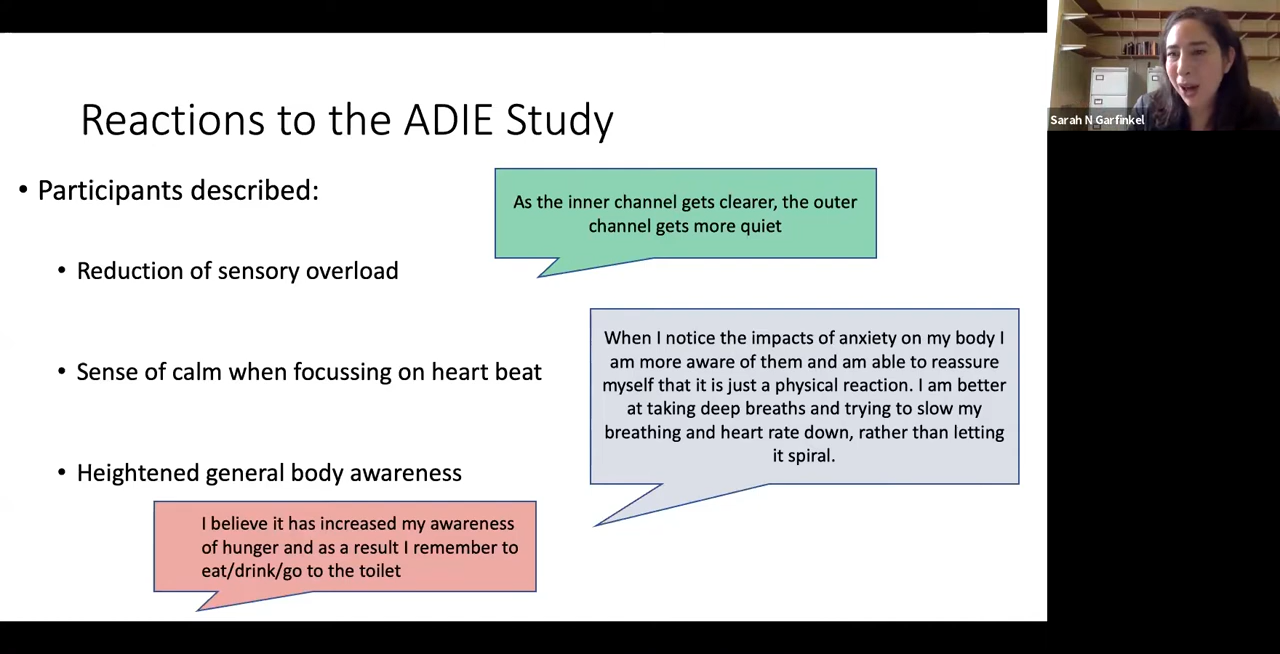 Reactions to the ADIE Study
• Participants described:
As the inner channel gets clearer, the outer
channel gets more quiet
• Reduction of sensory overload
When I notice the impacts of anxiety on my body I
am more aware of them and am able to reassure
myself that it is just a physical reaction. I am better
at taking deep breaths and trying to slow my
breathing and heart rate down, rather than letting
it spiral.
• Sense of calm when focussing on heart beat
• Heightened general body awareness
I believe it has increased my awareness
of hunger and as a result I remember to
eat/drink/go to the toilet
Sarah N Garfinkel